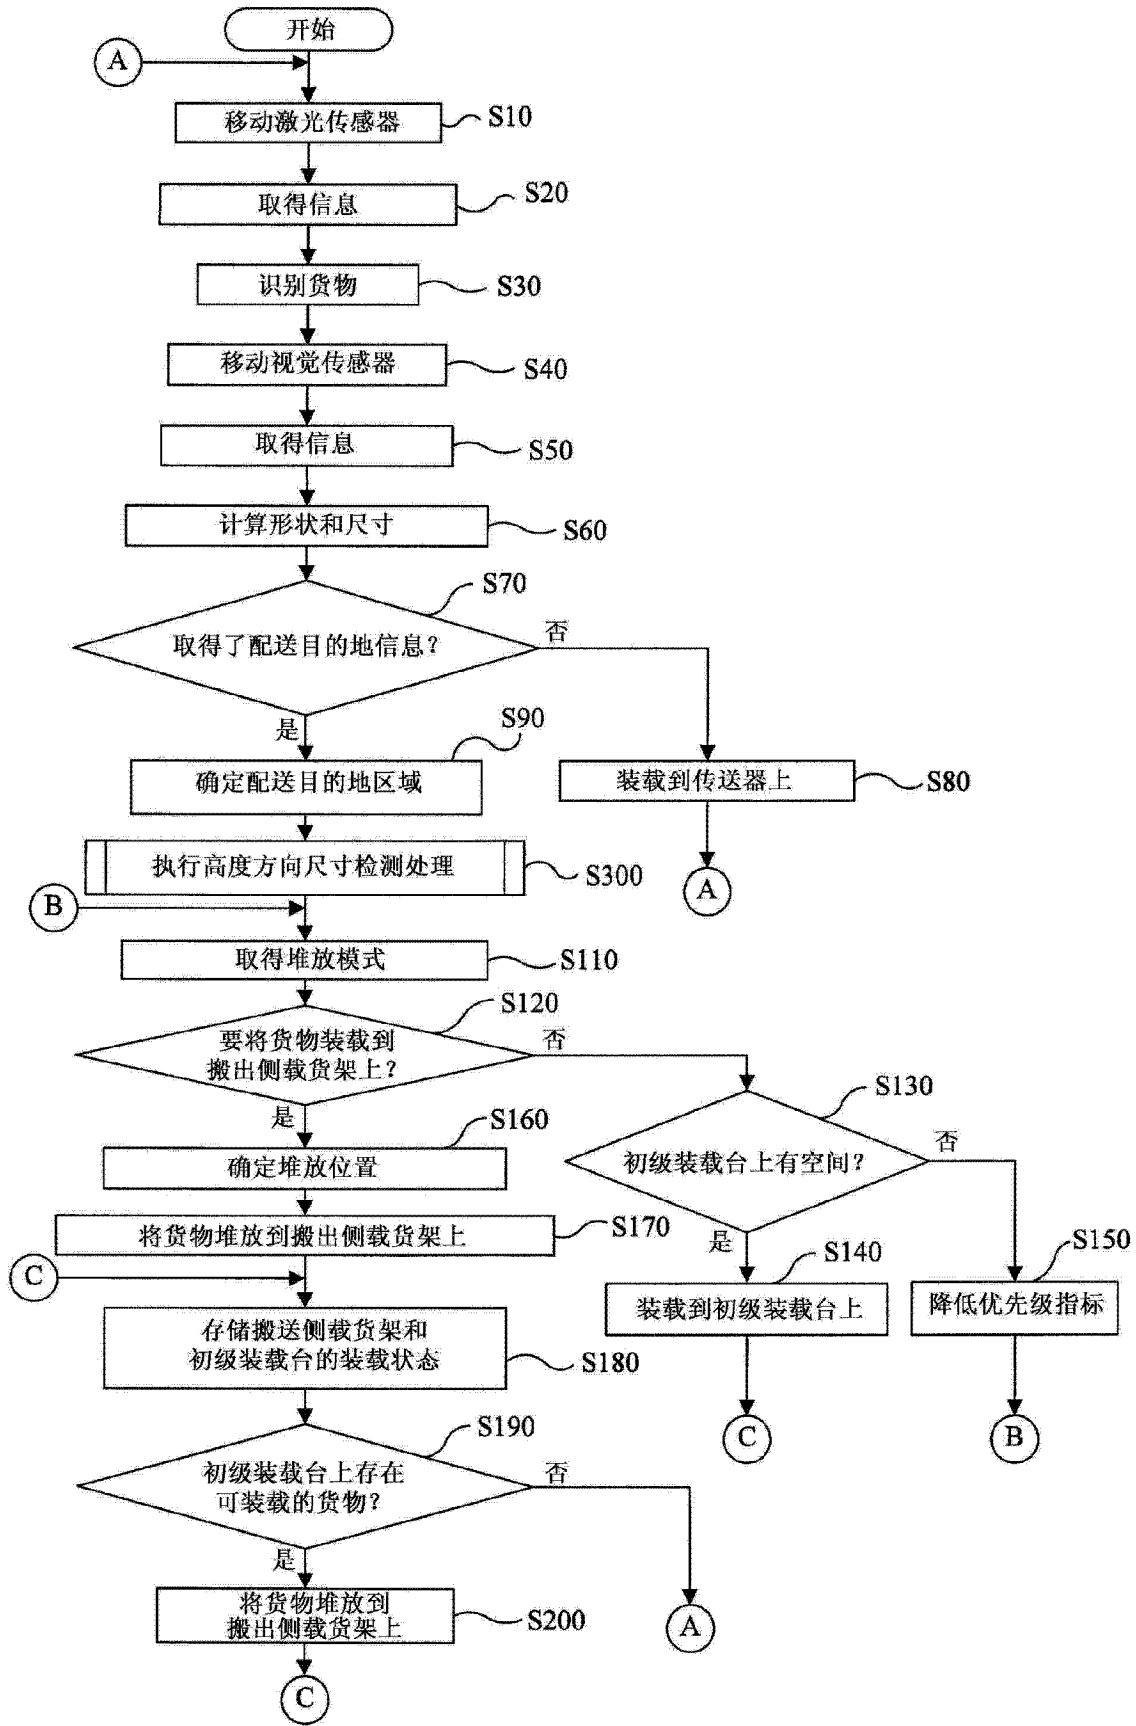 开始
A
移动激光传感器
S10
取得信息
S20
识别货物
S30
移动视觉传感器
S40
取得信息
S50
计算形状和尺寸
S60
S70
取得了配送目的地信息？
否
是
S90
确定配送目的地区域
装载到传送器上
S80
执行高度方向尺寸检测处理
S300
A
B
取得堆放模式
S110
S120
要将货物装载到
搬出侧载货架上？
否
是
S130
初级装载台上有空间？
否
是
S160
确定堆放位置
将货物堆放到搬出侧载货架上
S170
S140
装载到初级装载台上
S150
降低优先级指标
C
存储搬送侧载货架和
初级装载台的装载状态
S180
C
B
S190
初级装载台上存在
可装载的货物？
否
是
将货物堆放到
搬出侧载货架上
S200
A
C